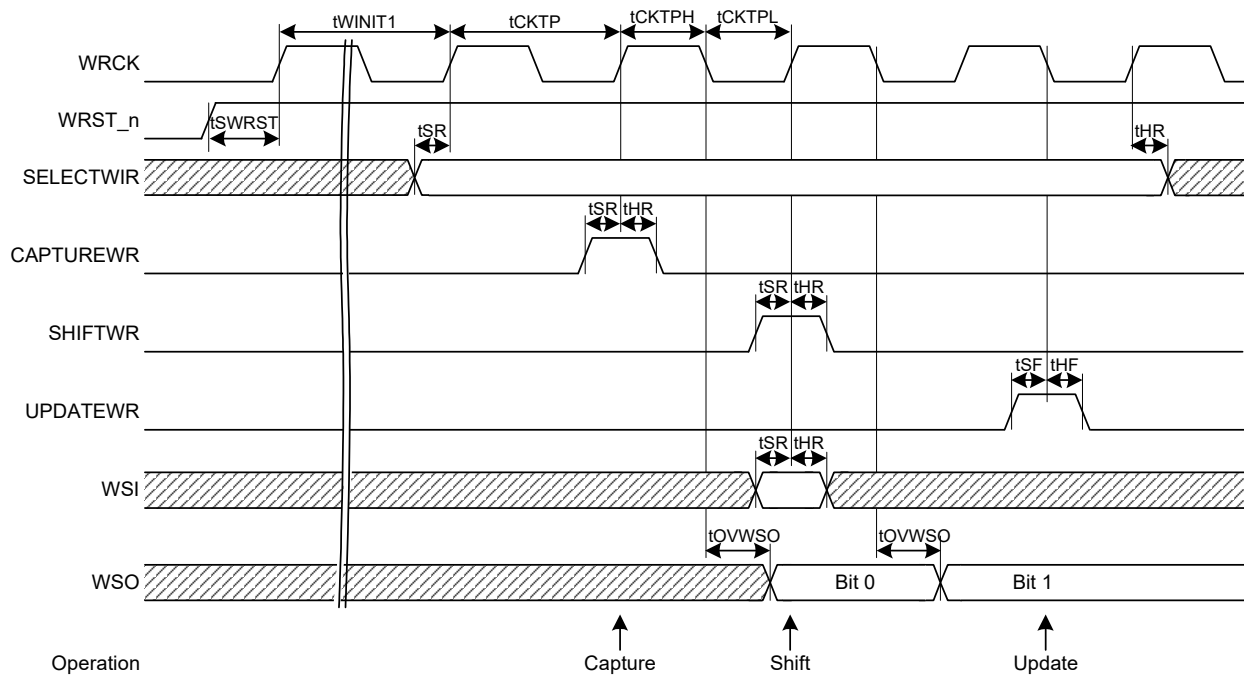 tWINIT1 tCKTP tCKTPH tCKTPL
WRCK
WRST_n
tSWRST
tSR tHR
SELECTWIR
tSR tHR
CAPTUREWR
tSR tHR
SHIFTWR
tSF tHF
UPDATEWR
tSR tHR
WSI
tOVWSO tOVWSO
WSO Bit 0 Bit 1
Operation Capture Shift Update